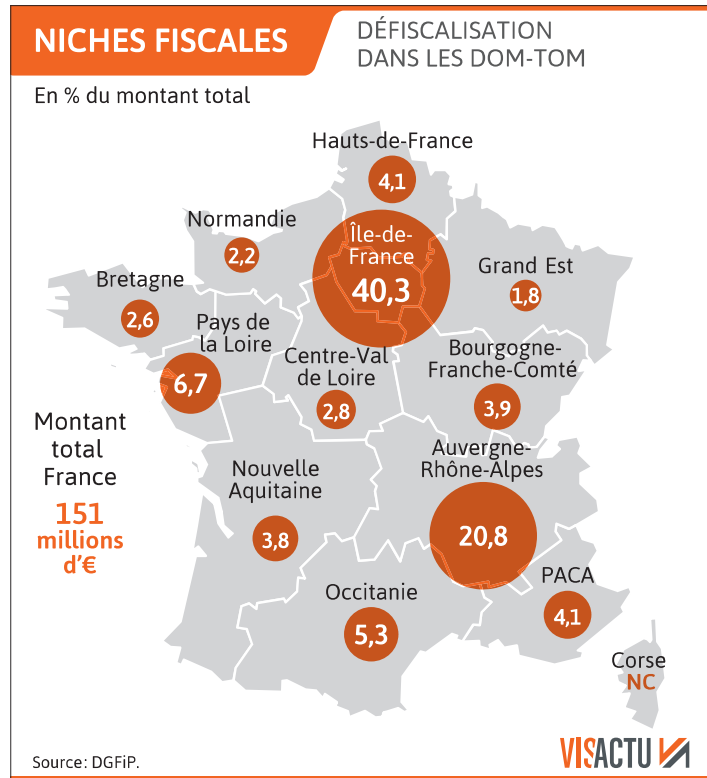 NICHES FISCALES
DÉFISCALISATION
DANS LES DOM-TOM
En % du montant total
Hauts-de-France
4,1
Normandie
2,2
Île-de-
France
40,3
Grand Est
1,8
Bretagne
2,6
Pays de
la Loire
6,7
Centre-Val
de Loire
2,8
Bourgogne-
Franche-Comté
3,9
Montant
total
France
151
millions
d'€
Nouvelle
Aquitaine
3,8
Auvergne-
Rhône-Alpes
20,8
Occitanie
5,3
PACA
4,1
Corse
NC
Source: DGFiP.
VISACTU